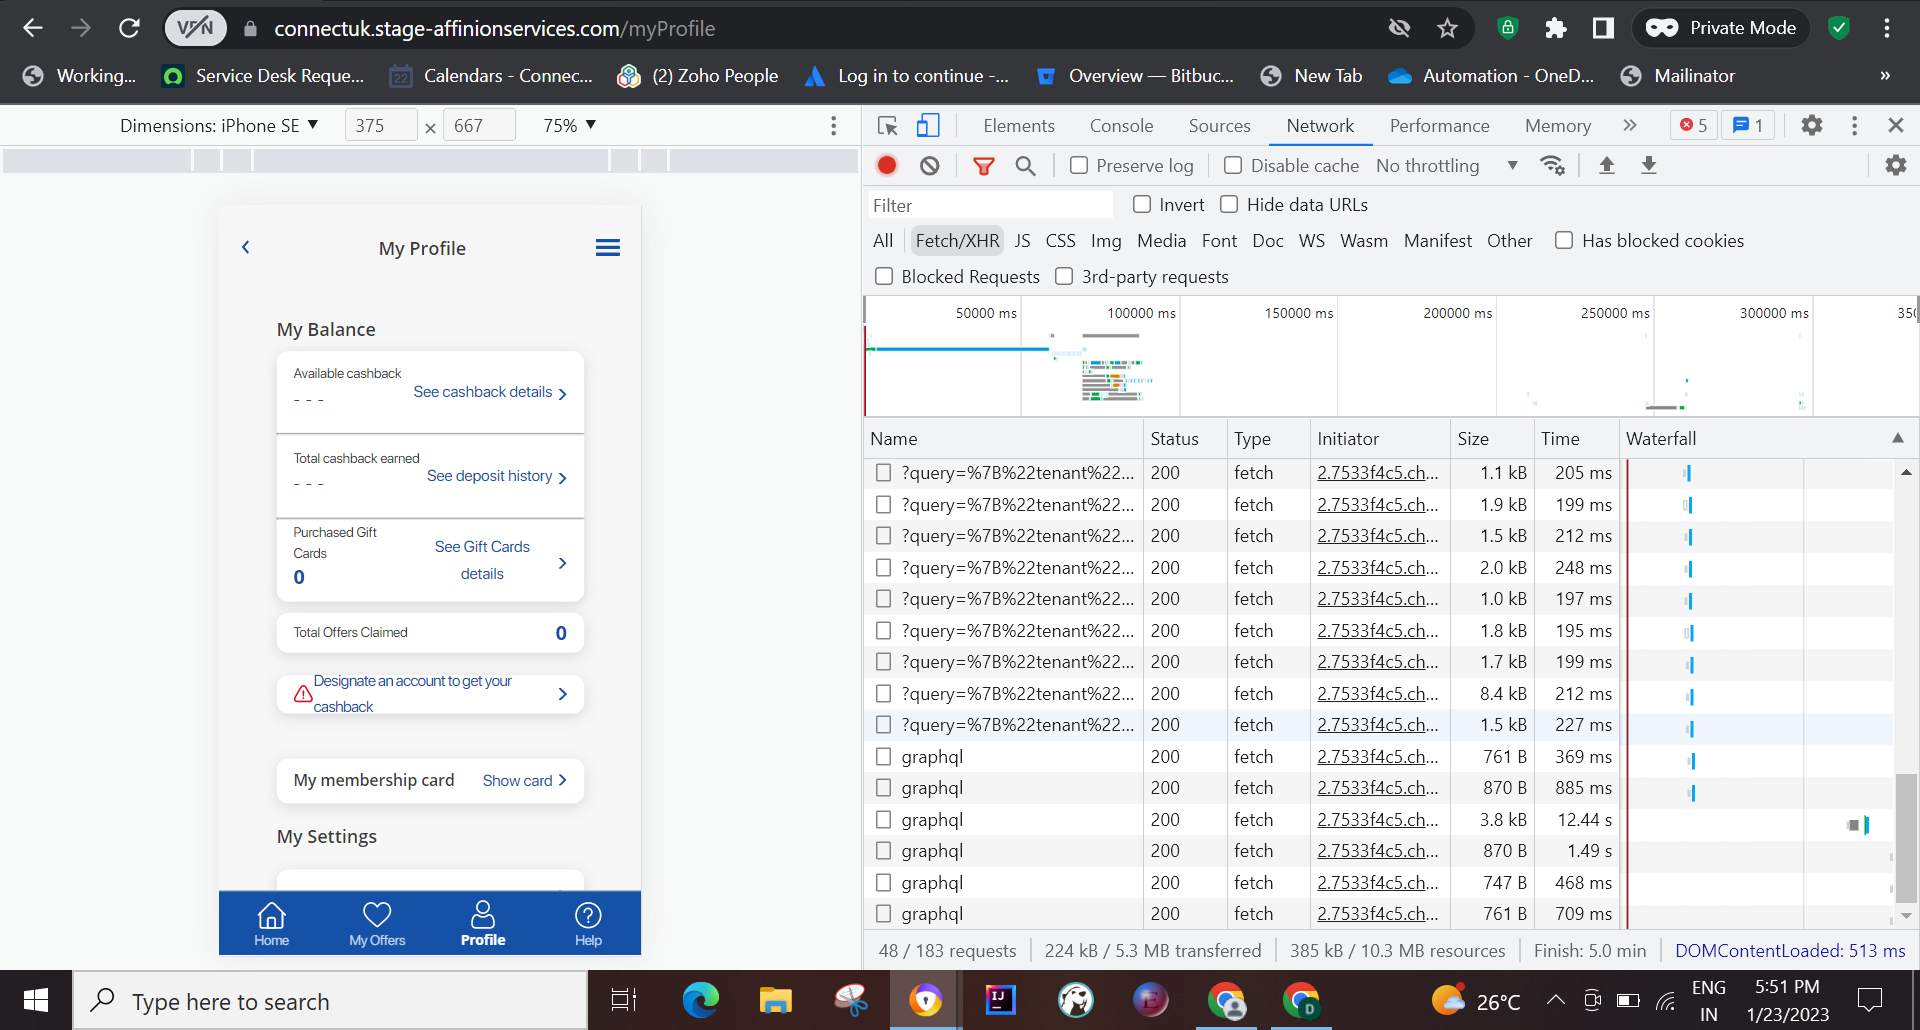 VPN connectuk.stage-affinionservices.com/myProfile Private Mode
Working... Service Desk Reque... 22 Calendars - Connec... (2) Zoho People Log in to continue -... Overview — Bitbuc... New Tab Automation - OneD... Mailinator »
Dimensions: iPhone SE ▼ 375 × 667 75% ▼
Elements Console Sources Network Performance Memory » 5 1
Preserve log Disable cache No throttling ▼
Filter Invert Hide data URLs
All Fetch/XHR JS CSS Img Media Font Doc WS Wasm Manifest Other Has blocked cookies
Blocked Requests 3rd-party requests
50000 ms 100000 ms 150000 ms 200000 ms 250000 ms 300000 ms 350
Name Status Type Initiator Size Time Waterfall
?query=%7B%22tenant%22... 200 fetch 2.7533f4c5.ch... 1.1 kB 205 ms
?query=%7B%22tenant%22... 200 fetch 2.7533f4c5.ch... 1.9 kB 199 ms
?query=%7B%22tenant%22... 200 fetch 2.7533f4c5.ch... 1.5 kB 212 ms
?query=%7B%22tenant%22... 200 fetch 2.7533f4c5.ch... 2.0 kB 248 ms
?query=%7B%22tenant%22... 200 fetch 2.7533f4c5.ch... 1.0 kB 197 ms
?query=%7B%22tenant%22... 200 fetch 2.7533f4c5.ch... 1.8 kB 195 ms
?query=%7B%22tenant%22... 200 fetch 2.7533f4c5.ch... 1.7 kB 199 ms
?query=%7B%22tenant%22... 200 fetch 2.7533f4c5.ch... 8.4 kB 212 ms
?query=%7B%22tenant%22... 200 fetch 2.7533f4c5.ch... 1.5 kB 227 ms
graphql 200 fetch 2.7533f4c5.ch... 761 B 369 ms
graphql 200 fetch 2.7533f4c5.ch... 870 B 885 ms
graphql 200 fetch 2.7533f4c5.ch... 3.8 kB 12.44 s
graphql 200 fetch 2.7533f4c5.ch... 870 B 1.49 s
graphql 200 fetch 2.7533f4c5.ch... 747 B 468 ms
graphql 200 fetch 2.7533f4c5.ch... 761 B 709 ms
48 / 183 requests 224 kB / 5.3 MB transferred 385 kB / 10.3 MB resources Finish: 5.0 min DOMContentLoaded: 513 ms
My Profile
My Balance
Available cashback
- - -
See cashback details
Total cashback earned
- - -
See deposit history
Purchased Gift
Cards
0
See Gift Cards
details
Total Offers Claimed 0
Designate an account to get your
cashback
My membership card Show card
My Settings
Home My Offers Profile Help
Type here to search
IJ
D
26°C
ENG
IN
5:51 PM
1/23/2023